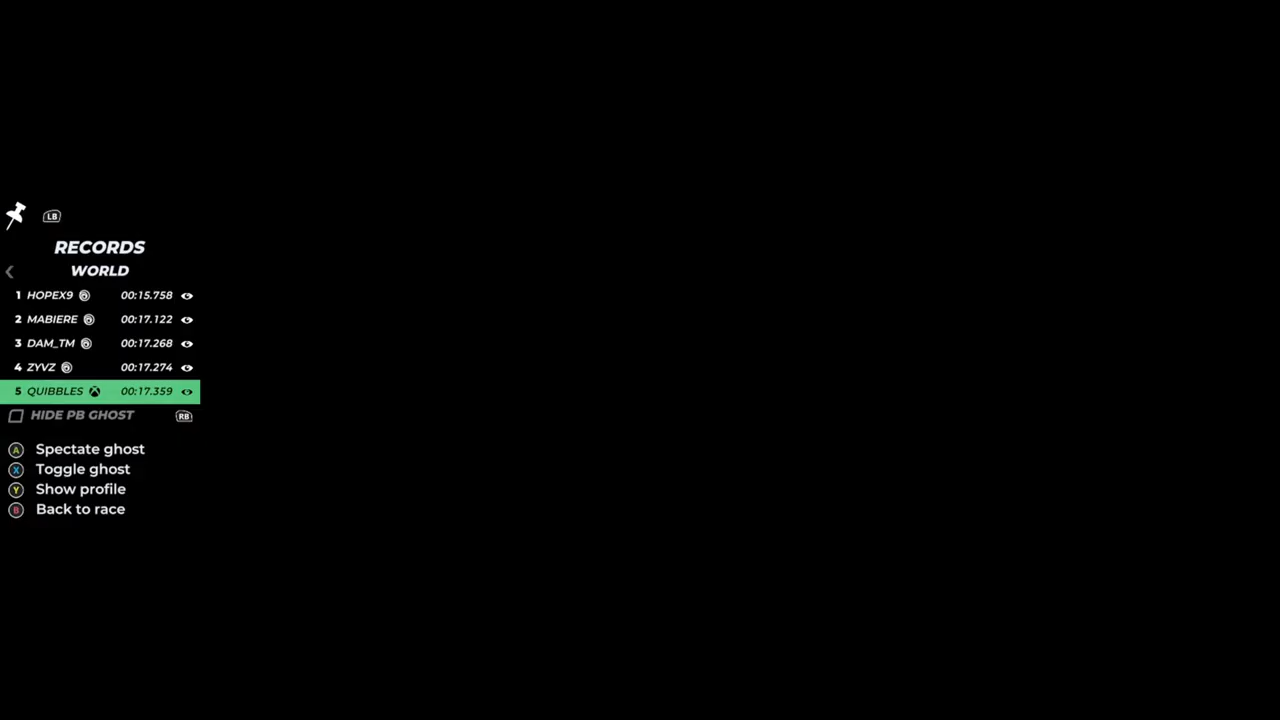 LB
RECORDS
WORLD
1 HOPEX9 00:15.758
2 MABIERE 00:17.122
3 DAM_TM 00:17.268
4 ZYVZ 00:17.274
5 QUIBBLES 00:17.359
HIDE PB GHOST RB
A Spectate ghost
X Toggle ghost
Y Show profile
B Back to race